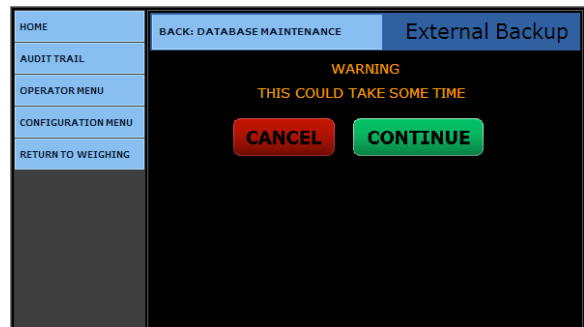 HOME
AUDIT TRAIL
OPERATOR MENU
CONFIGURATION MENU
RETURN TO WEIGHING
BACK: DATABASE MAINTENANCE
External Backup
WARNING
THIS COULD TAKE SOME TIME
CANCEL
CONTINUE